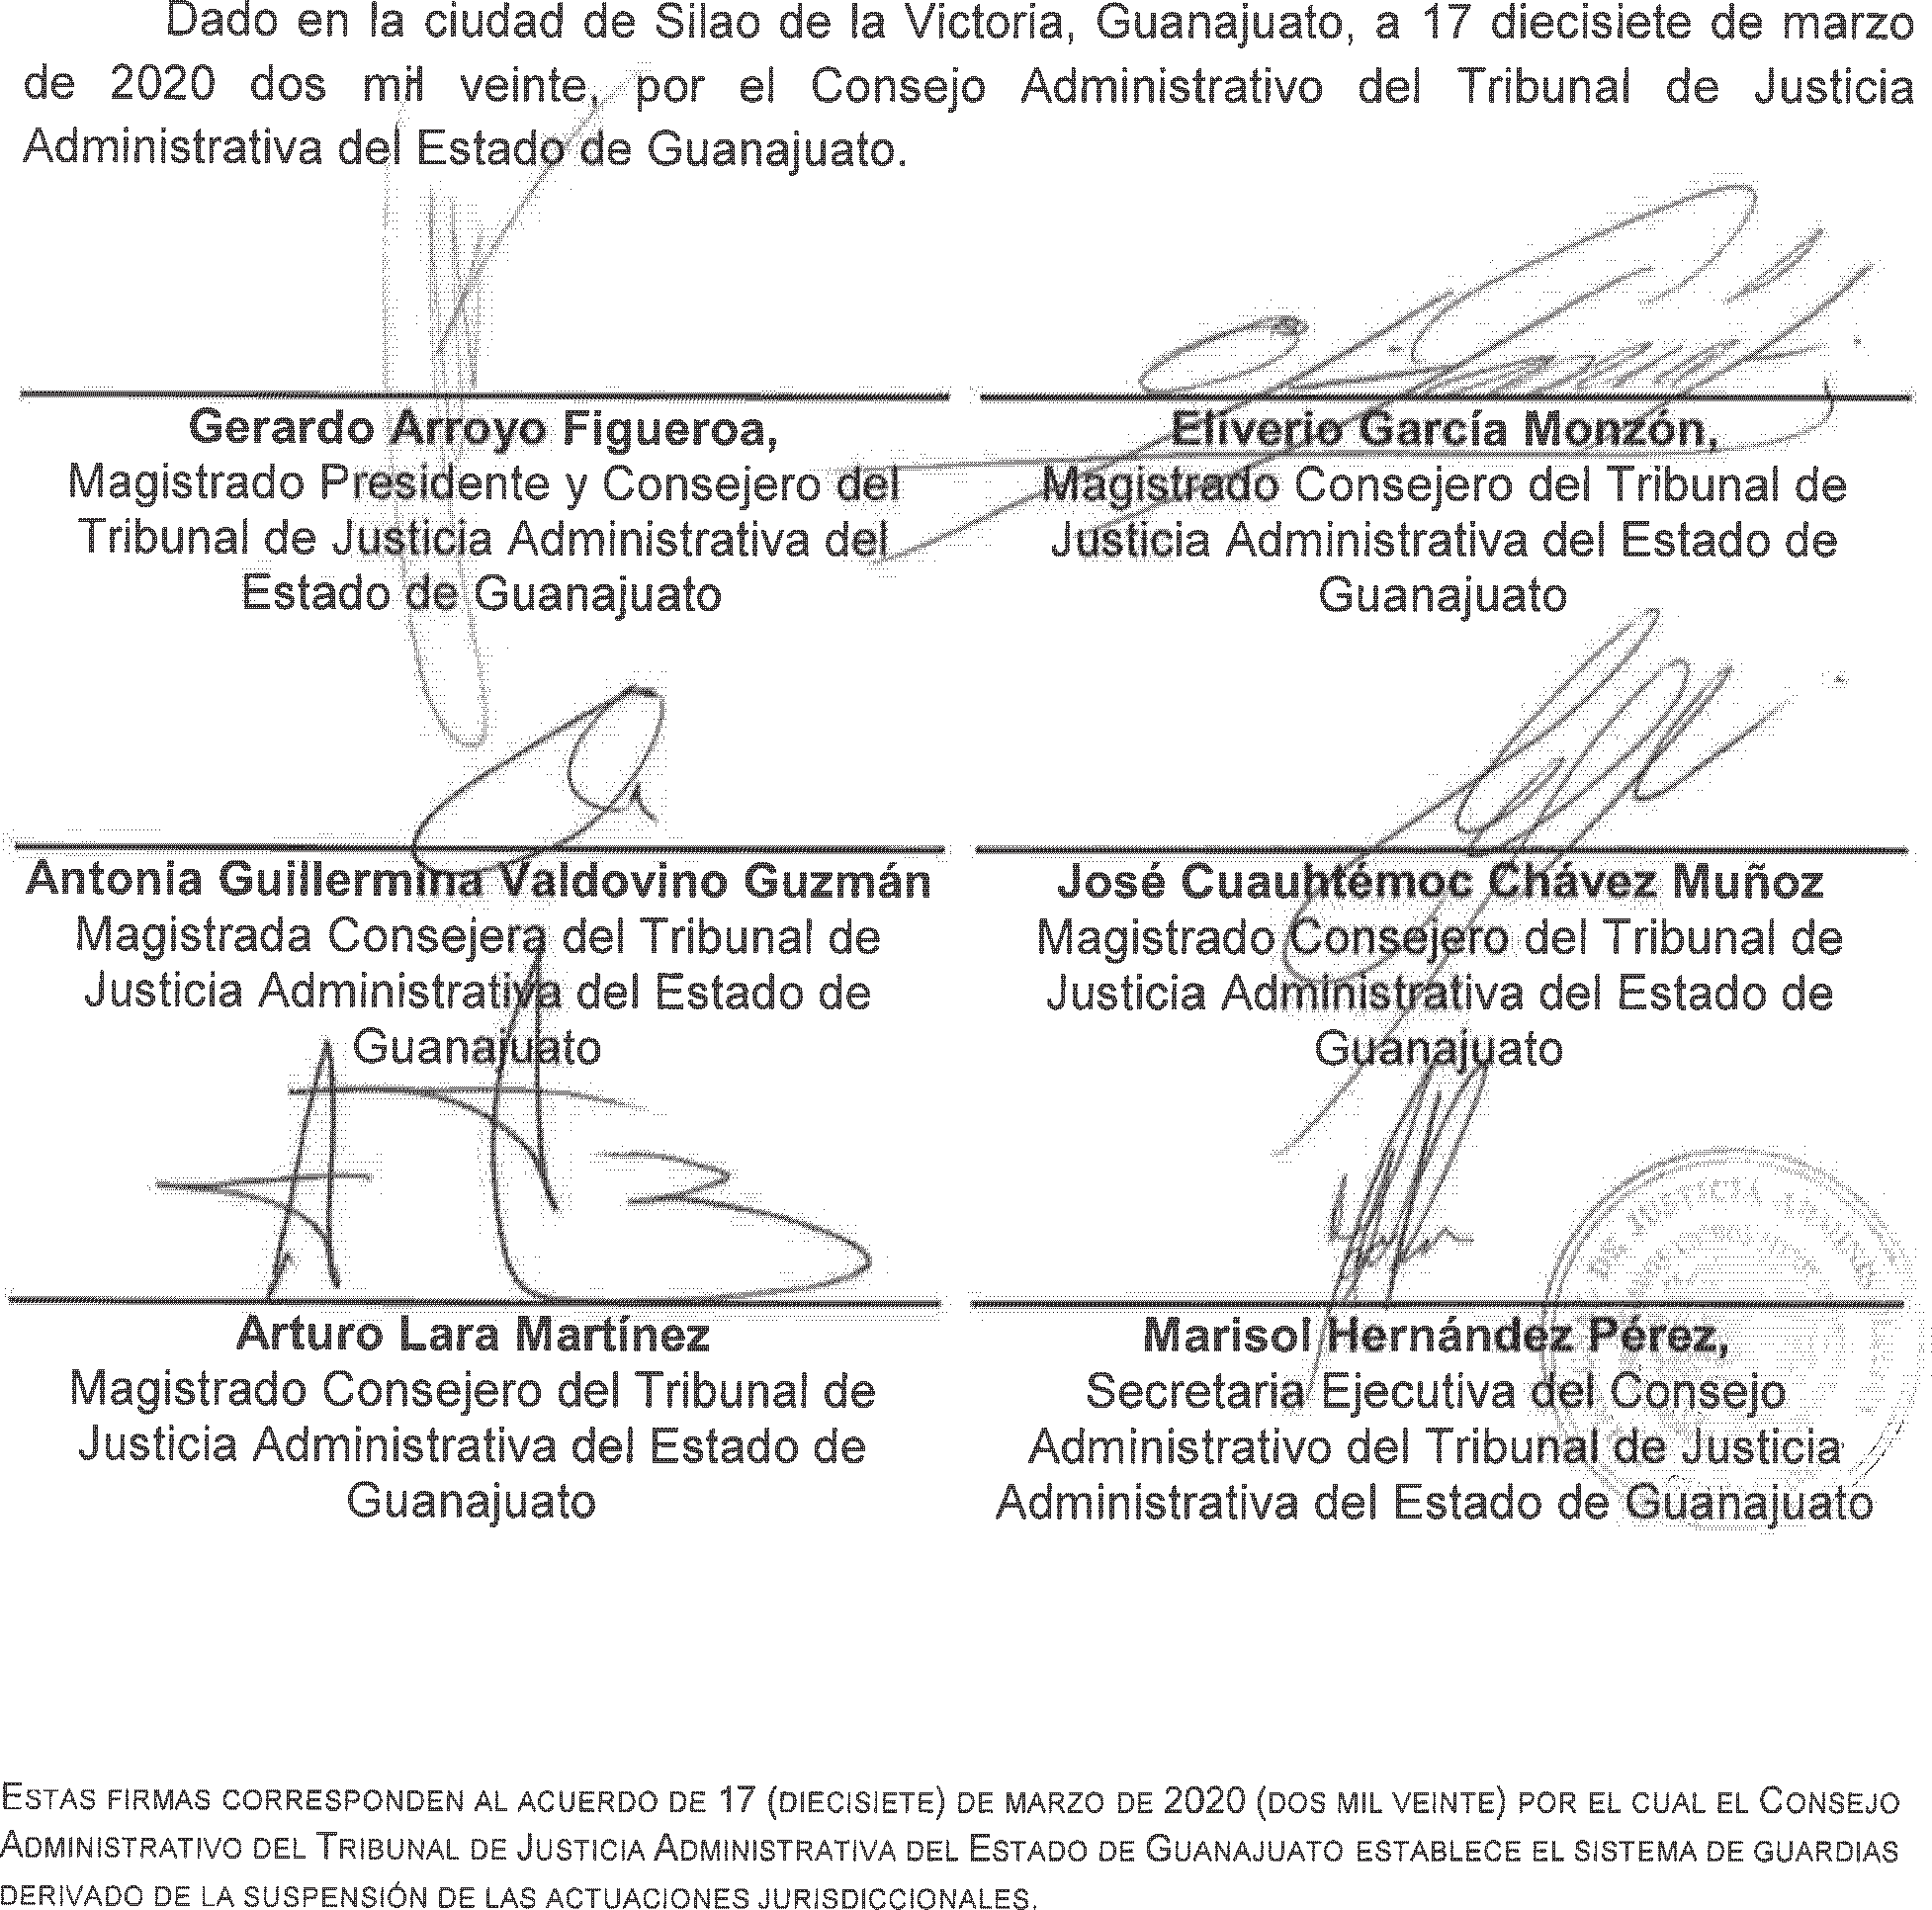 Dado en la ciudad de Silao de la Victoria, Guanajuato, a 17 diecisiete de marzo
de 2020 dos mil veinte, por el Consejo Administrativo del Tribunal de Justicia
Administrativa del Estado de Guanajuato.
Gerardo Arroyo Figueroa,
Magistrado Presidente y Consejero del
Tribunal de Justicia Administrativa del
Estado de Guanajuato
Eliverio García Monzón,
Magistrado Consejero del Tribunal de
Justicia Administrativa del Estado de
Guanajuato
Antonia Guillermina Valdovino Guzmán
Magistrada Consejera del Tribunal de
Justicia Administrativa del Estado de
Guanajuato
José Cuauhtémoc Chávez Muñoz
Magistrado Consejero del Tribunal de
Justicia Administrativa del Estado de
Guanajuato
Arturo Lara Martínez
Magistrado Consejero del Tribunal de
Justicia Administrativa del Estado de
Guanajuato
Marisol Hernández Pérez,
Secretaria Ejecutiva del Consejo
Administrativo del Tribunal de Justicia
Administrativa del Estado de Guanajuato
DE JUSTICIA
ESTAS FIRMAS CORRESPONDEN AL ACUERDO DE 17 (DIECISIETE) DE MARZO DE 2020 (DOS MIL VEINTE) POR EL CUAL EL CONSEJO
ADMINISTRATIVO DEL TRIBUNAL DE JUSTICIA ADMINISTRATIVA DEL ESTADO DE GUANAJUATO ESTABLECE EL SISTEMA DE GUARDIAS
DERIVADO DE LA SUSPENSIÓN DE LAS ACTUACIONES JURISDICCIONALES.